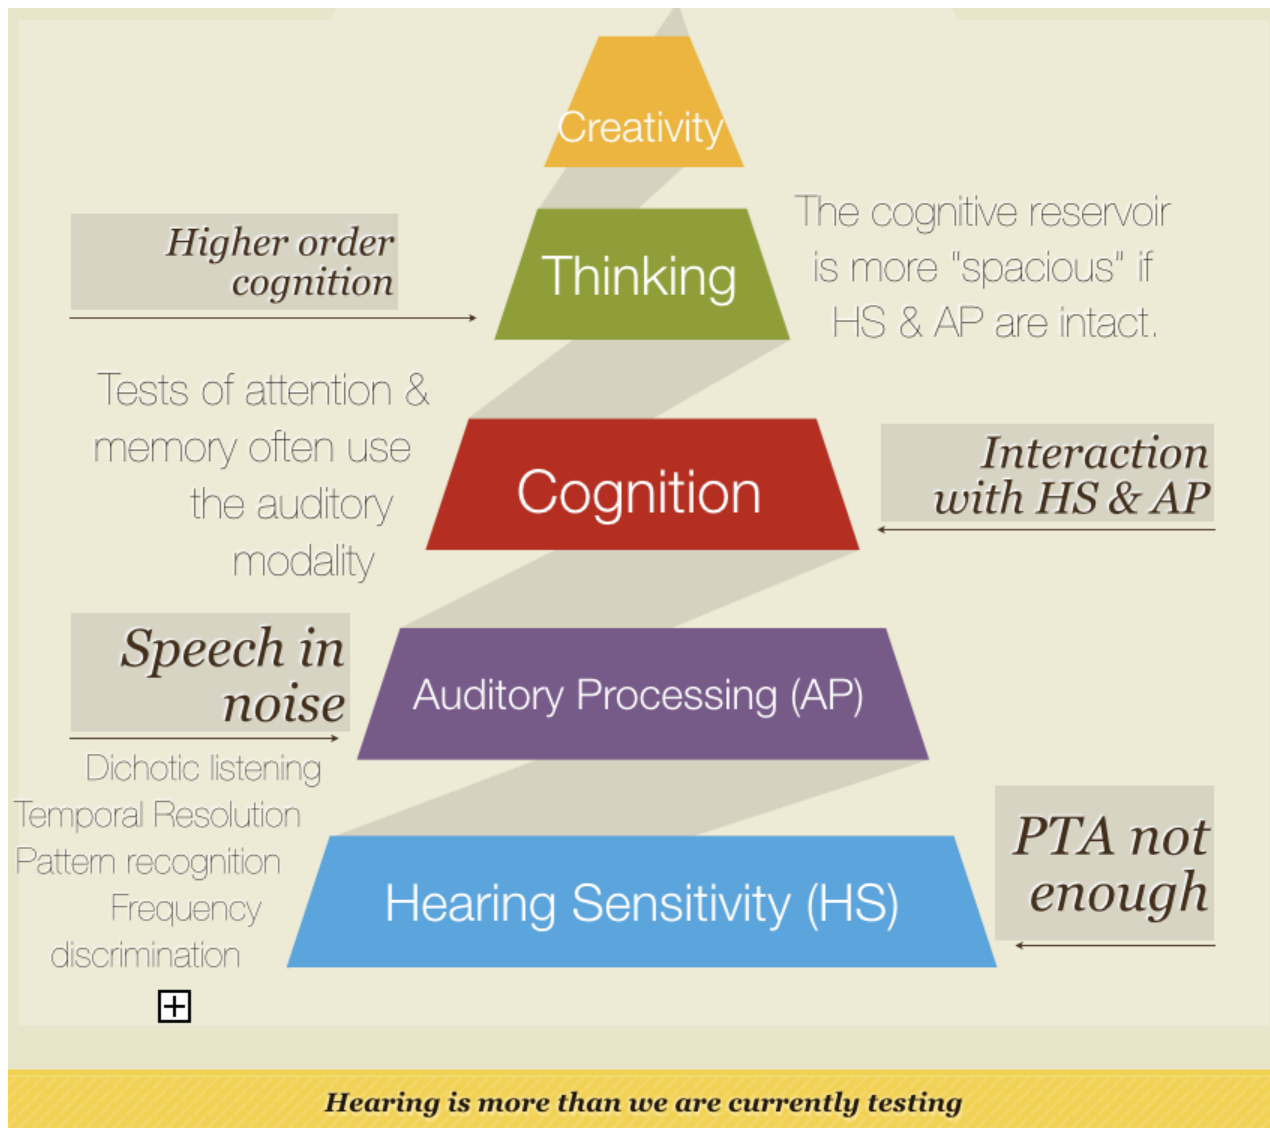 Creativity
Higher order
cognition
Thinking
The cognitive reservoir
is more "spacious" if
HS & AP are intact.
Tests of attention &
memory often use
the auditory
modality
Cognition
Interaction
with HS & AP
Speech in
noise
Auditory Processing (AP)
Dichotic listening
Temporal Resolution
Pattern recognition
Frequency
discrimination
Hearing Sensitivity (HS)
PTA not
enough
Hearing is more than we are currently testing